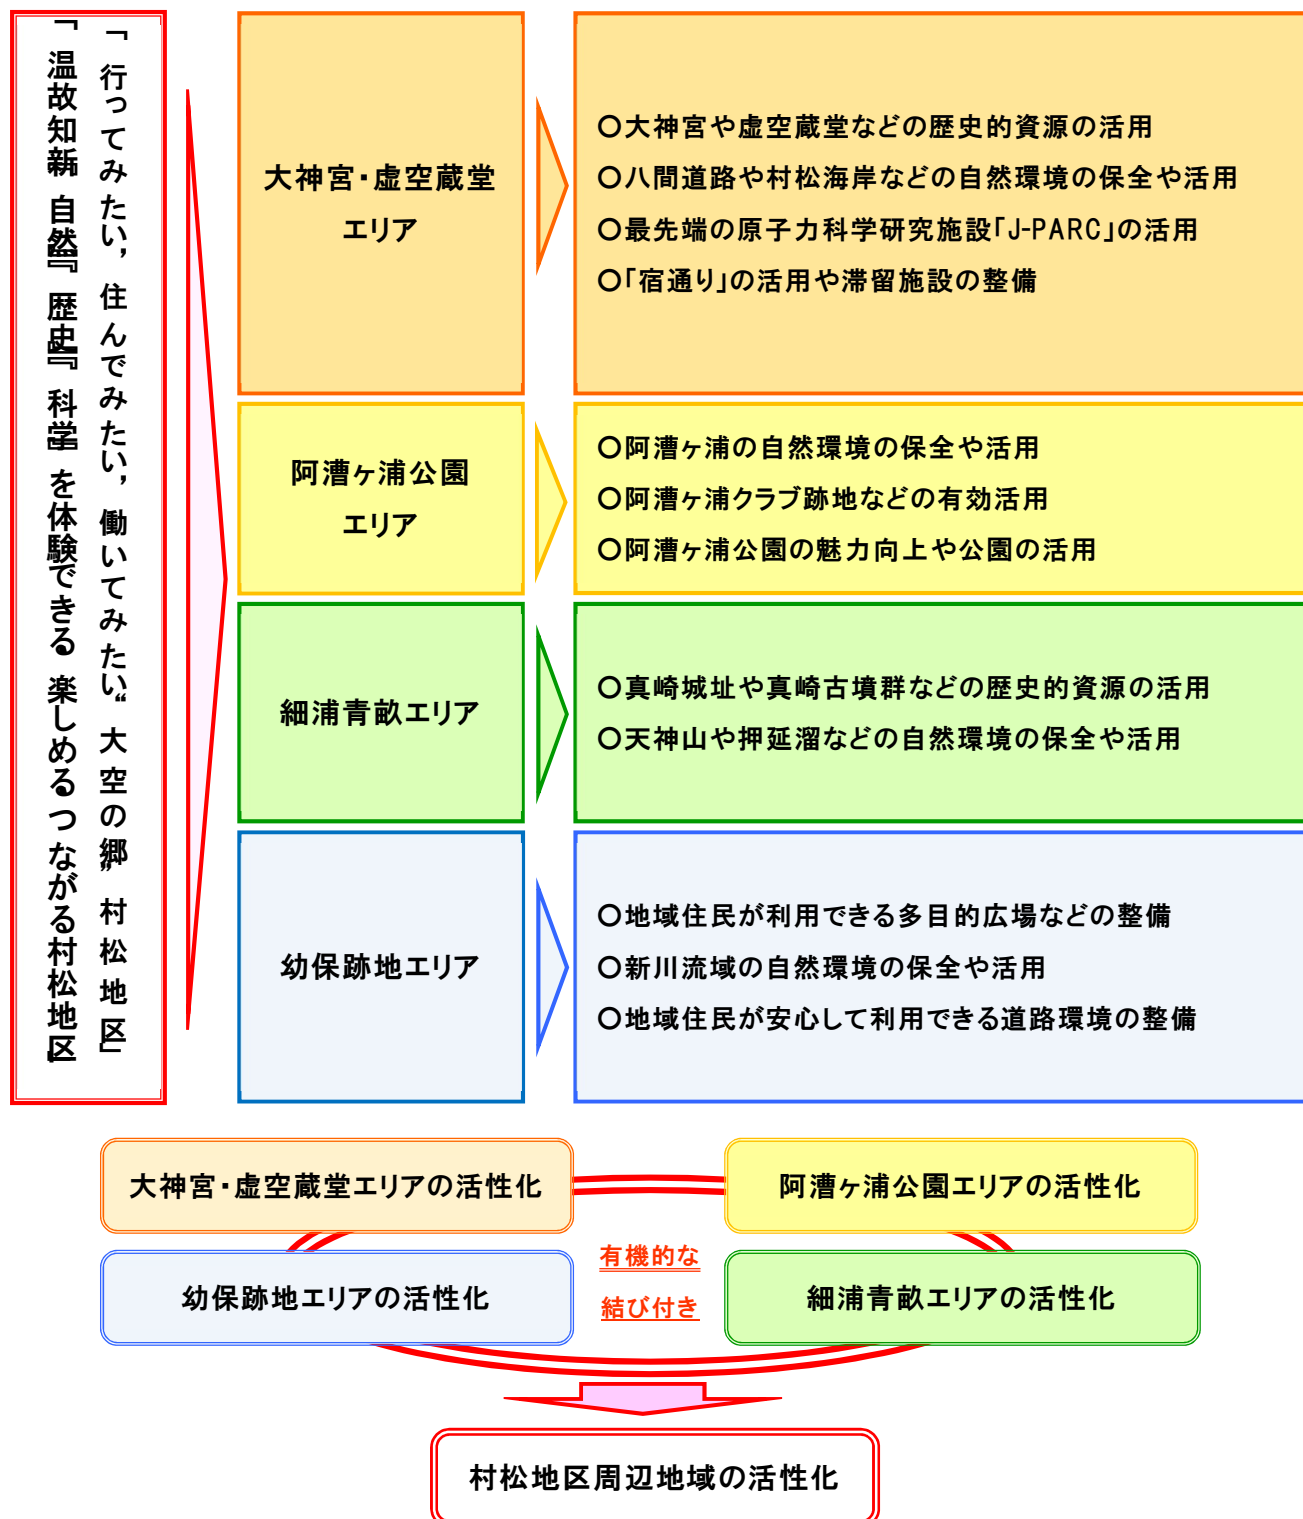 「行ってみたい，住んでみたい，働いてみたい“大空の郷”村松地区」
「温故知新『自然』『歴史』『科学』を体験できる 楽しめるつながる村松地区」
大神宮・虚空蔵堂
エリア
〇大神宮や虚空蔵堂などの歴史的資源の活用
〇八間道路や村松海岸などの自然環境の保全や活用
〇最先端の原子力科学研究施設「J-PARC」の活用
〇「宿通り」の活用や滞留施設の整備
阿漕ヶ浦公園
エリア
〇阿漕ヶ浦の自然環境の保全や活用
〇阿漕ヶ浦クラブ跡地などの有効活用
〇阿漕ヶ浦公園の魅力向上や公園の活用
細浦青畝エリア
〇真崎城址や真崎古墳群などの歴史的資源の活用
〇天神山や押延溜などの自然環境の保全や活用
幼保跡地エリア
〇地域住民が利用できる多目的広場などの整備
〇新川流域の自然環境の保全や活用
〇地域住民が安心して利用できる道路環境の整備
大神宮・虚空蔵堂エリアの活性化
阿漕ヶ浦公園エリアの活性化
幼保跡地エリアの活性化
有機的な
結び付き
細浦青畝エリアの活性化
村松地区周辺地域の活性化